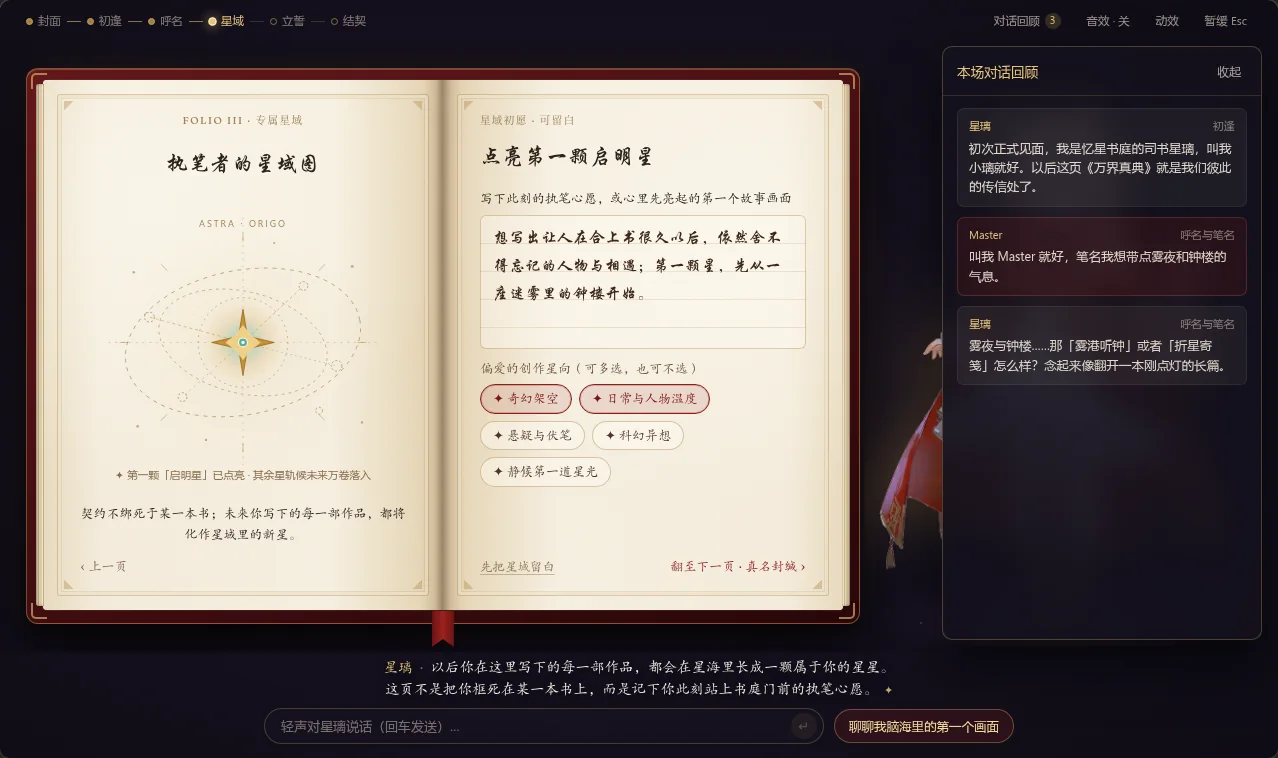 封面
初逢
呼名
星域
立誓
结契
对话回顾 3
音效 · 关
动效
暂缓 Esc
FOLIO III · 专属星域
执笔者的星域图
ASTRA · ORIGO
✦ 第一颗「启明星」已点亮 · 其余星轨候未来万卷落入
契约不绑死于某一本书；未来你写下的每一部作品，都将
化作星域里的新星。
‹ 上一页
星域初愿 · 可留白
点亮第一颗启明星
写下此刻的执笔心愿，或心里先亮起的第一个故事画面
想写出让人在合上书很久以后，依然舍不
得忘记的人物与相遇；第一颗星，先从一
座迷雾里的钟楼开始。
偏爱的创作星向（可多选，也可不选）
✦ 奇幻架空
✦ 日常与人物温度
✦ 悬疑与伏笔
✦ 科幻异想
✦ 静候第一道星光
先把星域留白
翻至下一页 · 真名封缄 ›
本场对话回顾
收起
星璃
初逢
初次正式见面，我是忆星书庭的司书星璃，叫我
小璃就好。以后这页《万界真典》就是我们彼此
的传信处了。
Master
呼名与笔名
叫我 Master 就好，笔名我想带点雾夜和钟楼的
气息。
星璃
呼名与笔名
雾夜与钟楼……那「雾港听钟」或者「折星寄
笺」怎么样？念起来像翻开一本刚点灯的长篇。
星璃 · 以后你在这里写下的每一部作品，都会在星海里长成一颗属于你的星星。
这页不是把你框死在某一本书上，而是记下你此刻站上书庭门前的执笔心愿。 ✦
轻声对星璃说话（回车发送）…
↵
聊聊我脑海里的第一个画面